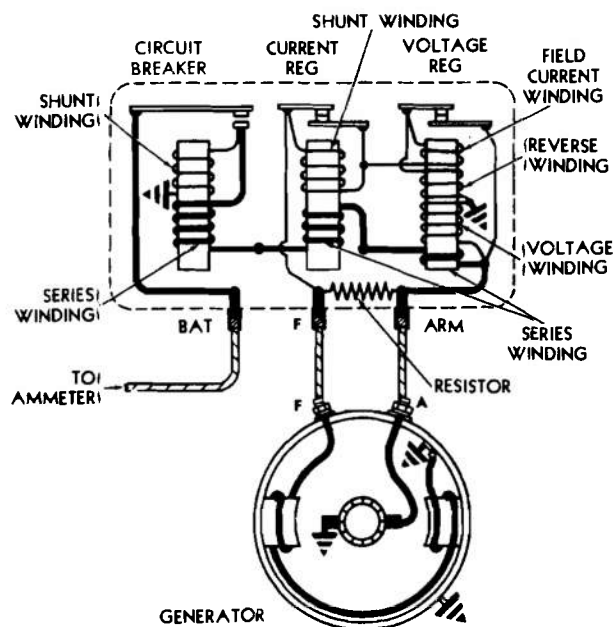 SHUNT WINDING
CIRCUIT
BREAKER
CURRENT
REG
VOLTAGE
REG
FIELD
CURRENT
WINDING
SHUNT
WINDING
REVERSE
WINDING
VOLTAGE
WINDING
SERIES
WINDING
BAT
F
ARM
SERIES
WINDING
TO
AMMETER
RESISTOR
F
A
GENERATOR